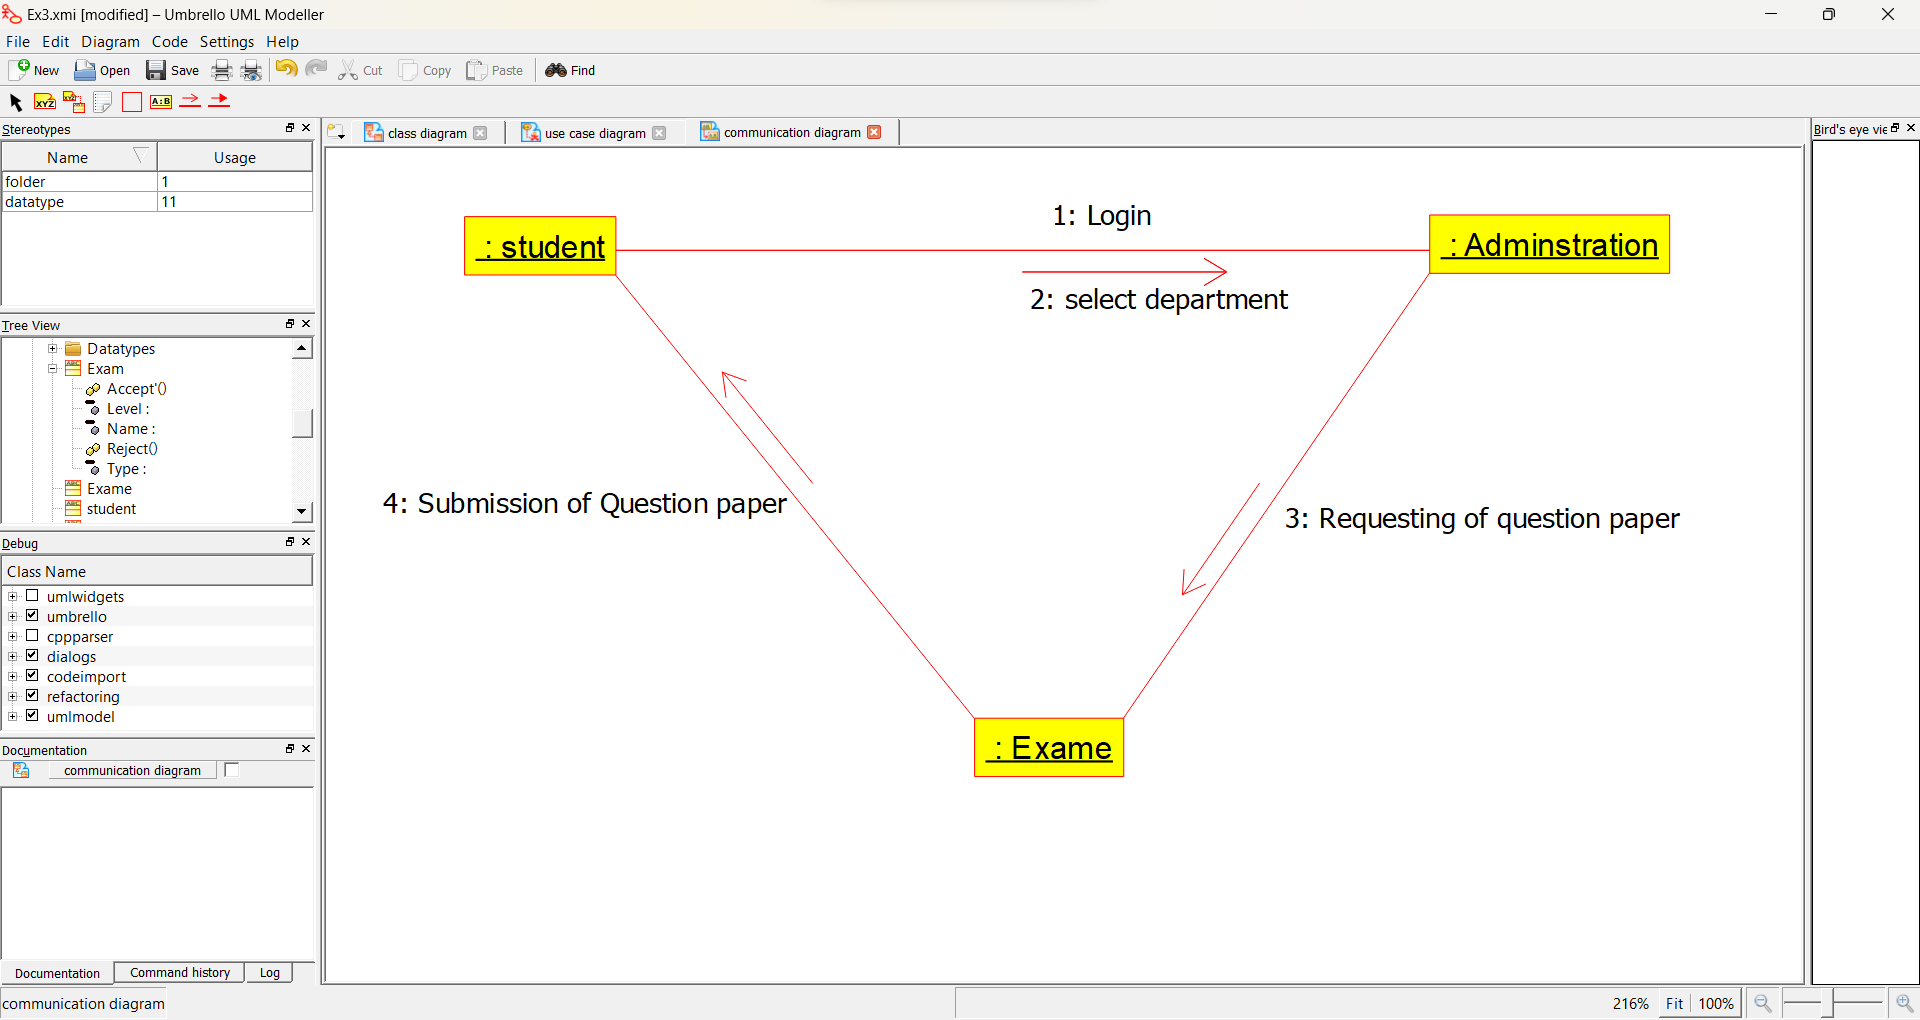 Ex3.xmi [modified] – Umbrello UML Modeller
File Edit Diagram Code Settings Help
New Open Save Cut Copy Paste Find
XYZ XYZ A:B
Stereotypes
Name Usage
folder 1
datatype 11
Tree View
Datatypes
Exam
Accept'()
Level :
Name :
Reject()
Type :
Exame
student
Debug
Class Name
umlwidgets
umbrello
cppparser
dialogs
codeimport
refactoring
umlmodel
Documentation
communication diagram
Documentation Command history Log
communication diagram
class diagram use case diagram communication diagram
1: Login
: student : Adminstration
2: select department
4: Submission of Question paper
3: Requesting of question paper
: Exame
Bird's eye vie
216% Fit 100%